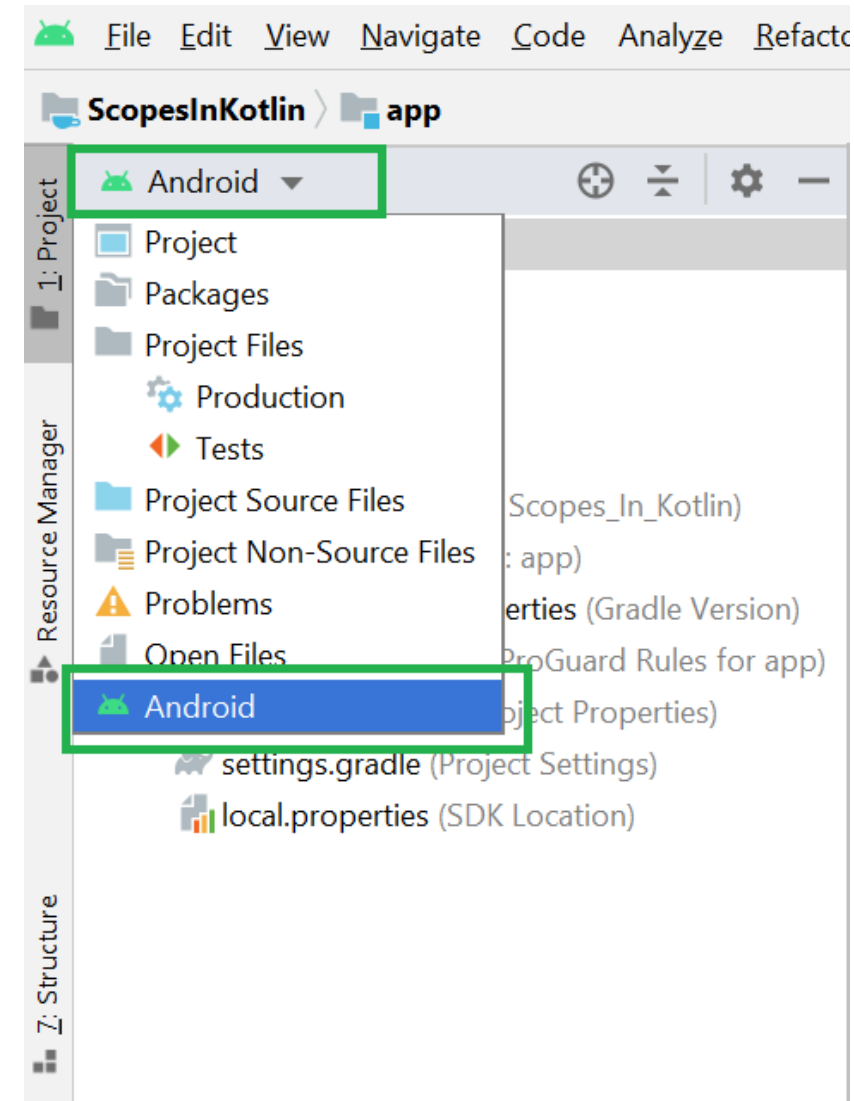 File Edit View Navigate Code Analyze Refacto
ScopesInKotlin app
1: Project
Resource Manager
7: Structure
Android
Project
Packages
Project Files
Production
Tests
Project Source Files
Scopes_In_Kotlin)
Project Non-Source Files
: app)
Problems
erties (Gradle Version)
Open Files
ProGuard Rules for app)
Android
oject Properties)
settings.gradle (Project Settings)
local.properties (SDK Location)